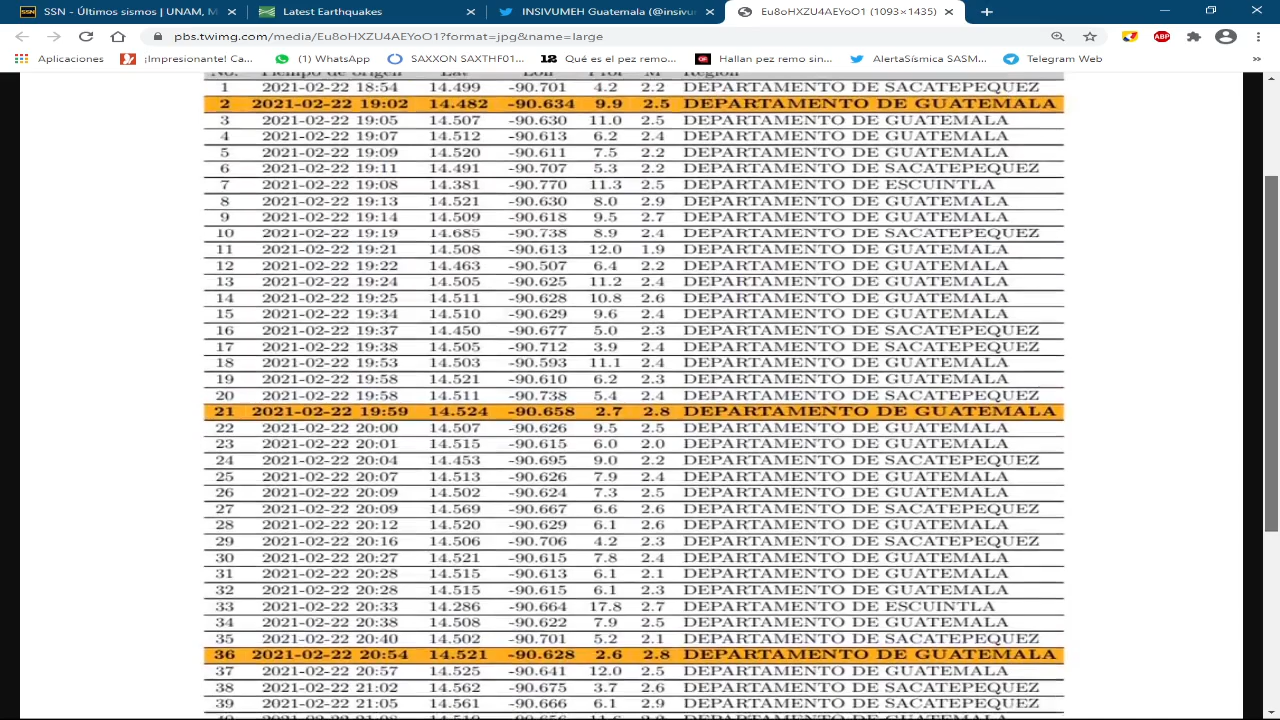 SSN - Últimos sismos | UNAM, M
Latest Earthquakes
INSIVUMEH Guatemala (@insivu
Eu8oHXZU4AEYoO1 (1093×1435)
pbs.twimg.com/media/Eu8oHXZU4AEYoO1?format=jpg&name=large
ABP
Aplicaciones
¡Impresionante! Ca...
(1) WhatsApp
SAXXON SAXTHF01...
12 Qué es el pez remo...
Hallan pez remo sin...
AlertaSísmica SASM...
Telegram Web
»
No. Tiempo de origen Lat Lon Prof M Región
1 2021-02-22 18:54 14.499 -90.701 4.2 2.2 DEPARTAMENTO DE SACATEPEQUEZ
2 2021-02-22 19:02 14.482 -90.634 9.9 2.5 DEPARTAMENTO DE GUATEMALA
3 2021-02-22 19:05 14.507 -90.630 11.0 2.5 DEPARTAMENTO DE GUATEMALA
4 2021-02-22 19:07 14.512 -90.613 6.2 2.4 DEPARTAMENTO DE GUATEMALA
5 2021-02-22 19:09 14.520 -90.611 7.5 2.2 DEPARTAMENTO DE GUATEMALA
6 2021-02-22 19:11 14.491 -90.707 5.3 2.2 DEPARTAMENTO DE SACATEPEQUEZ
7 2021-02-22 19:08 14.381 -90.770 11.3 2.5 DEPARTAMENTO DE ESCUINTLA
8 2021-02-22 19:13 14.521 -90.630 8.0 2.9 DEPARTAMENTO DE GUATEMALA
9 2021-02-22 19:14 14.509 -90.618 9.5 2.7 DEPARTAMENTO DE GUATEMALA
10 2021-02-22 19:19 14.685 -90.738 8.9 2.4 DEPARTAMENTO DE SACATEPEQUEZ
11 2021-02-22 19:21 14.508 -90.613 12.0 1.9 DEPARTAMENTO DE GUATEMALA
12 2021-02-22 19:22 14.463 -90.507 6.4 2.2 DEPARTAMENTO DE GUATEMALA
13 2021-02-22 19:24 14.505 -90.625 11.2 2.4 DEPARTAMENTO DE GUATEMALA
14 2021-02-22 19:25 14.511 -90.628 10.8 2.6 DEPARTAMENTO DE GUATEMALA
15 2021-02-22 19:34 14.510 -90.629 9.6 2.4 DEPARTAMENTO DE GUATEMALA
16 2021-02-22 19:37 14.450 -90.677 5.0 2.3 DEPARTAMENTO DE SACATEPEQUEZ
17 2021-02-22 19:38 14.505 -90.712 3.9 2.4 DEPARTAMENTO DE SACATEPEQUEZ
18 2021-02-22 19:53 14.503 -90.593 11.1 2.4 DEPARTAMENTO DE GUATEMALA
19 2021-02-22 19:58 14.521 -90.610 6.2 2.3 DEPARTAMENTO DE GUATEMALA
20 2021-02-22 19:58 14.511 -90.738 5.4 2.4 DEPARTAMENTO DE SACATEPEQUEZ
21 2021-02-22 19:59 14.524 -90.658 2.7 2.8 DEPARTAMENTO DE GUATEMALA
22 2021-02-22 20:00 14.507 -90.626 9.5 2.5 DEPARTAMENTO DE GUATEMALA
23 2021-02-22 20:01 14.515 -90.615 6.0 2.0 DEPARTAMENTO DE GUATEMALA
24 2021-02-22 20:04 14.453 -90.695 9.0 2.2 DEPARTAMENTO DE SACATEPEQUEZ
25 2021-02-22 20:07 14.513 -90.626 7.9 2.4 DEPARTAMENTO DE GUATEMALA
26 2021-02-22 20:09 14.502 -90.624 7.3 2.5 DEPARTAMENTO DE GUATEMALA
27 2021-02-22 20:09 14.569 -90.667 6.6 2.6 DEPARTAMENTO DE SACATEPEQUEZ
28 2021-02-22 20:12 14.520 -90.629 6.1 2.6 DEPARTAMENTO DE GUATEMALA
29 2021-02-22 20:16 14.506 -90.706 4.2 2.3 DEPARTAMENTO DE SACATEPEQUEZ
30 2021-02-22 20:27 14.521 -90.615 7.8 2.4 DEPARTAMENTO DE GUATEMALA
31 2021-02-22 20:28 14.515 -90.613 6.1 2.1 DEPARTAMENTO DE GUATEMALA
32 2021-02-22 20:28 14.515 -90.615 6.1 2.3 DEPARTAMENTO DE GUATEMALA
33 2021-02-22 20:33 14.286 -90.664 17.8 2.7 DEPARTAMENTO DE ESCUINTLA
34 2021-02-22 20:38 14.508 -90.622 7.9 2.5 DEPARTAMENTO DE GUATEMALA
35 2021-02-22 20:40 14.502 -90.701 5.2 2.1 DEPARTAMENTO DE SACATEPEQUEZ
36 2021-02-22 20:54 14.521 -90.628 2.6 2.8 DEPARTAMENTO DE GUATEMALA
37 2021-02-22 20:57 14.525 -90.641 12.0 2.5 DEPARTAMENTO DE GUATEMALA
38 2021-02-22 21:02 14.562 -90.675 3.7 2.6 DEPARTAMENTO DE SACATEPEQUEZ
39 2021-02-22 21:05 14.561 -90.666 6.1 2.9 DEPARTAMENTO DE SACATEPEQUEZ